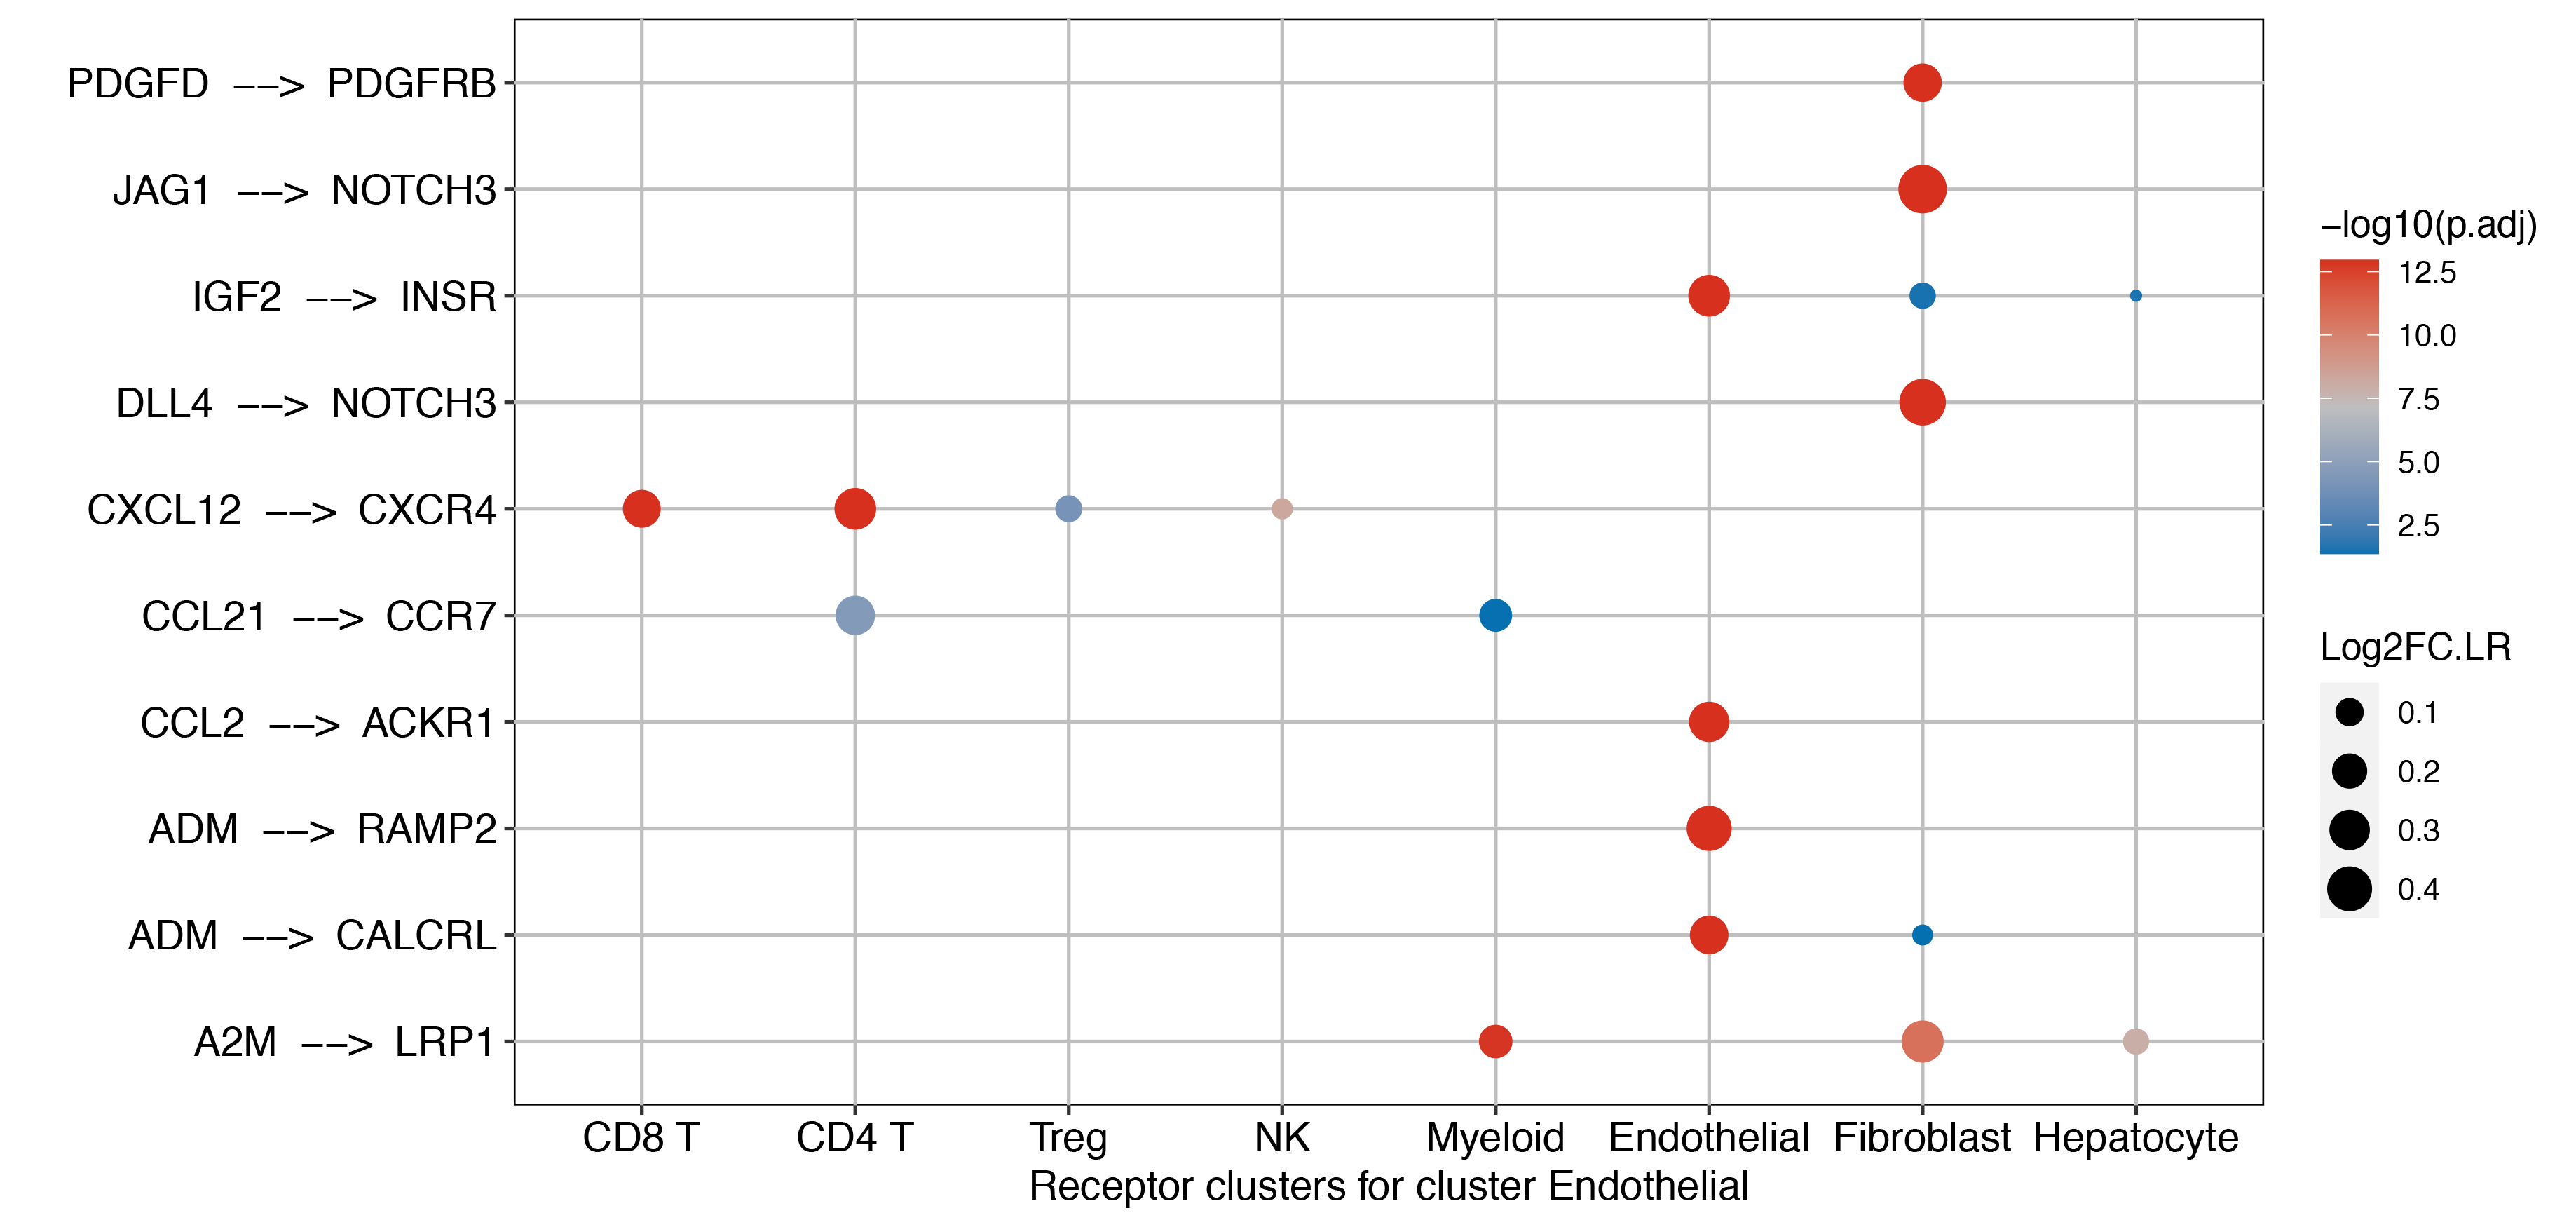 PDGFD --> PDGFRB
JAG1 --> NOTCH3
IGF2 --> INSR
DLL4 --> NOTCH3
CXCL12 --> CXCR4
CCL21 --> CCR7
CCL2 --> ACKR1
ADM --> RAMP2
ADM --> CALCRL
A2M --> LRP1
CD8 T CD4 T Treg NK Myeloid Endothelial Fibroblast Hepatocyte
Receptor clusters for cluster Endothelial
−log10(p.adj)
12.5
10.0
7.5
5.0
2.5
Log2FC.LR
0.1
0.2
0.3
0.4